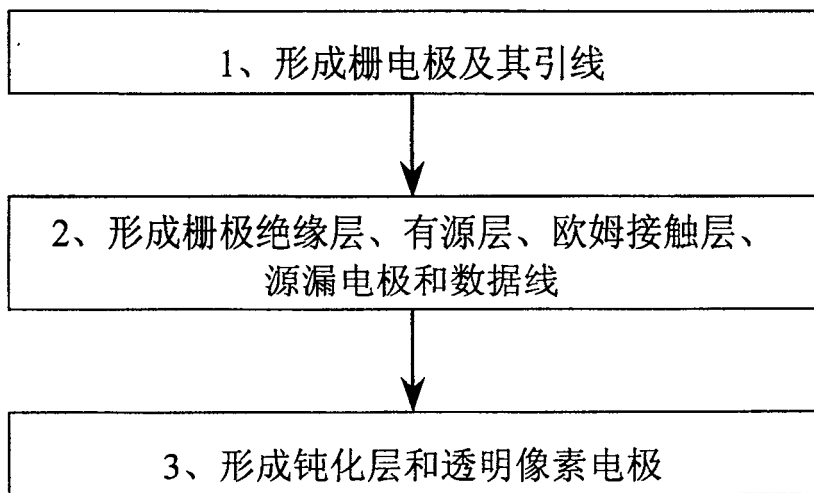 1、形成栅电极及其引线
2、形成栅极绝缘层、有源层、欧姆接触层、
源漏电极和数据线
3、形成钝化层和透明像素电极